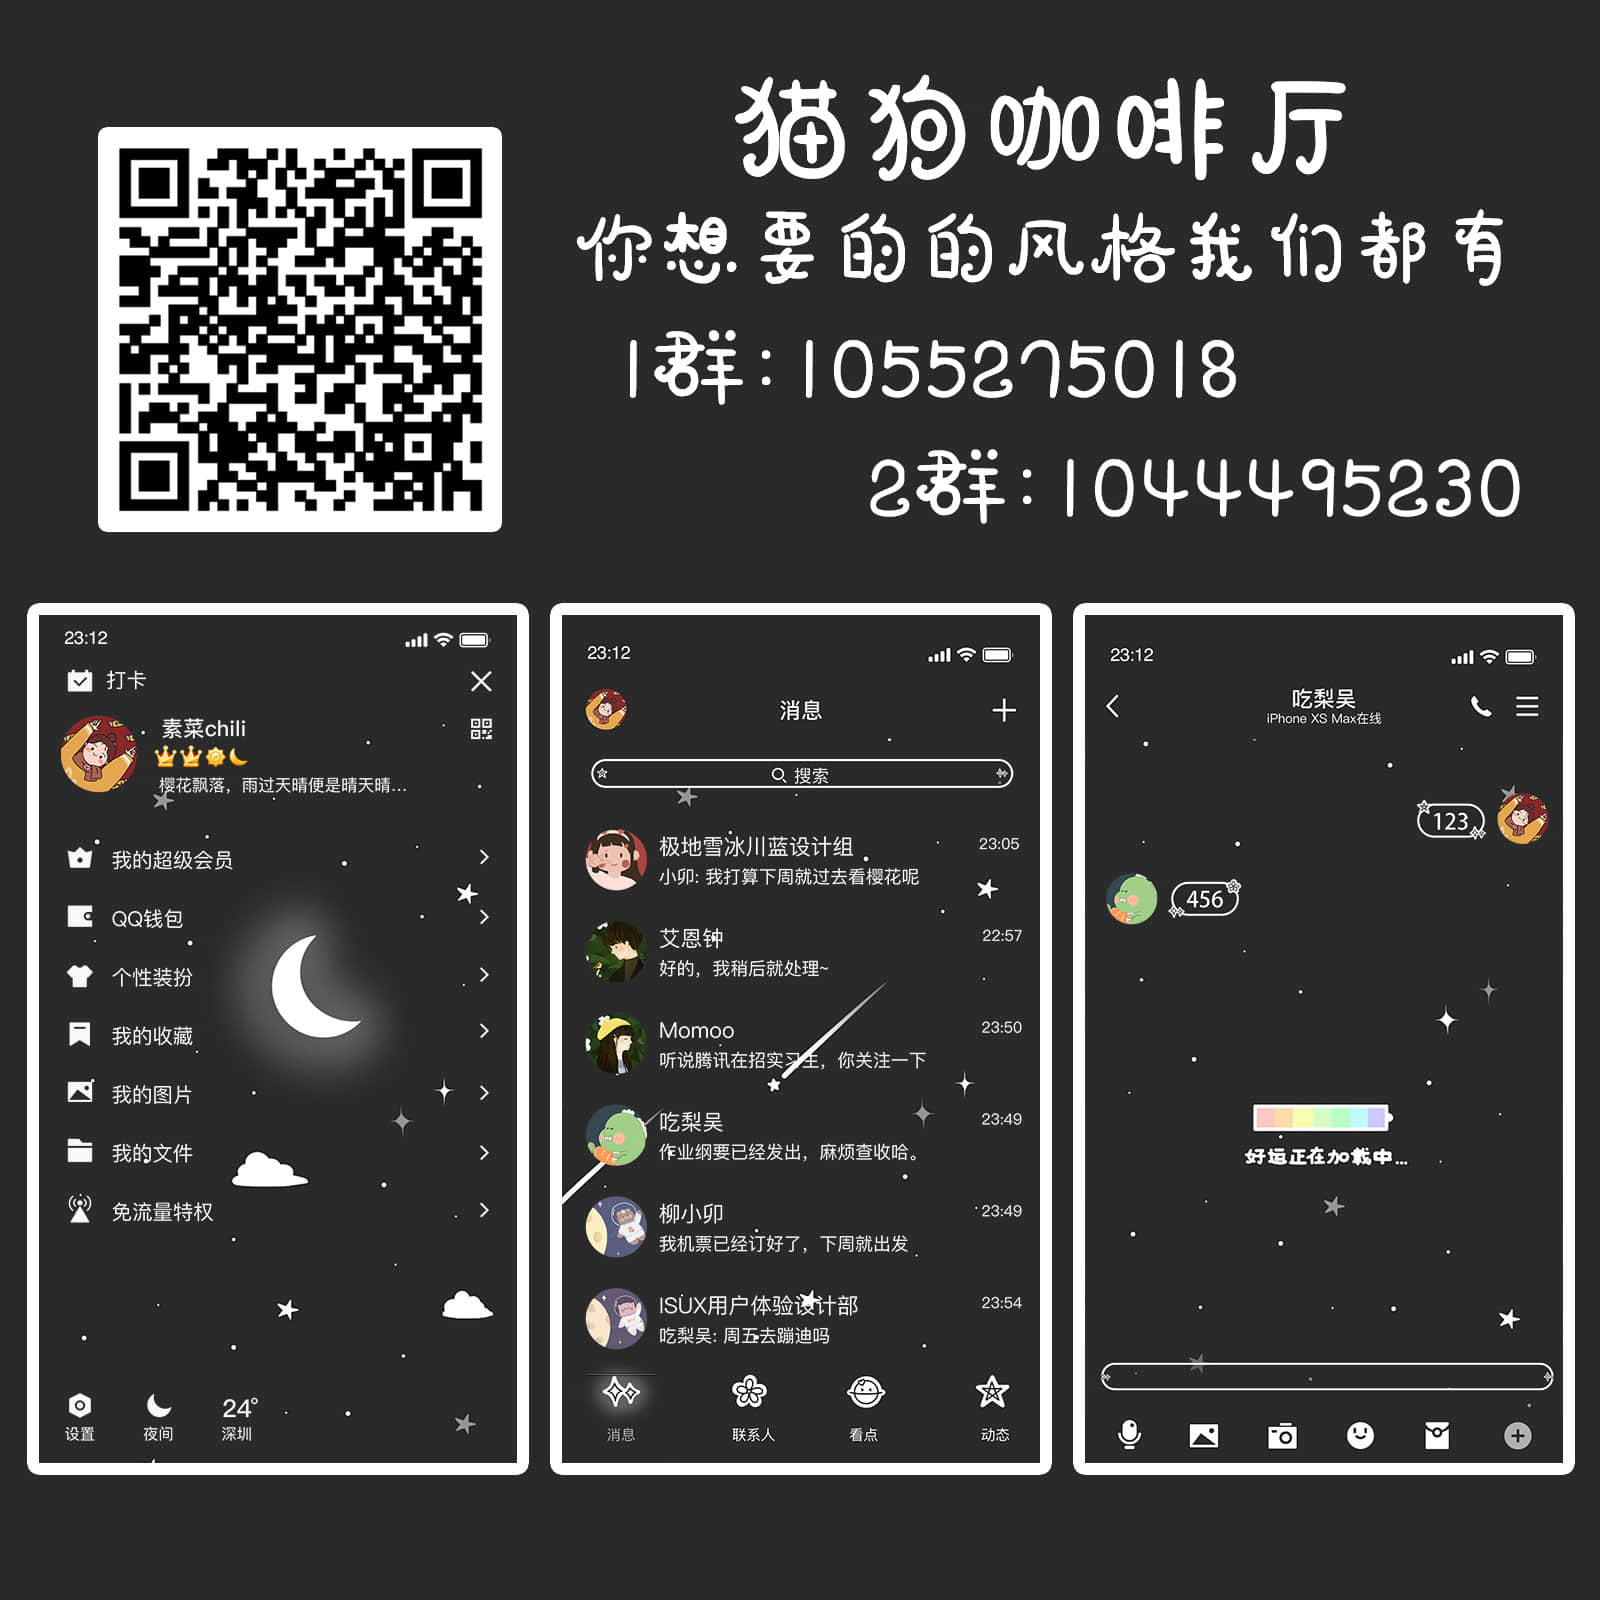 猫狗咖啡厅
你想要的的风格我们都有
1群:1055275018
2群:1044495230
23:12
打卡
素菜chili
樱花飘落，雨过天晴便是晴天晴...
我的超级会员
QQ钱包
个性装扮
我的收藏
我的图片
我的文件
免流量特权
24°
设置 夜间 深圳
23:12
消息
搜索
极地雪冰川蓝设计组 23:05
小卯: 我打算下周就过去看樱花呢
艾恩钟 22:57
好的，我稍后就处理~
Momoo 23:50
听说腾讯在招实习生，你关注一下
吃梨吴 23:49
作业纲要已经发出，麻烦查收哈。
柳小卯 23:49
我机票已经订好了，下周就出发
ISUX用户体验设计部 23:54
吃梨吴: 周五去蹦迪吗
消息 联系人 看点 动态
23:12
吃梨吴
iPhone XS Max在线
123
456
好运正在加载中...